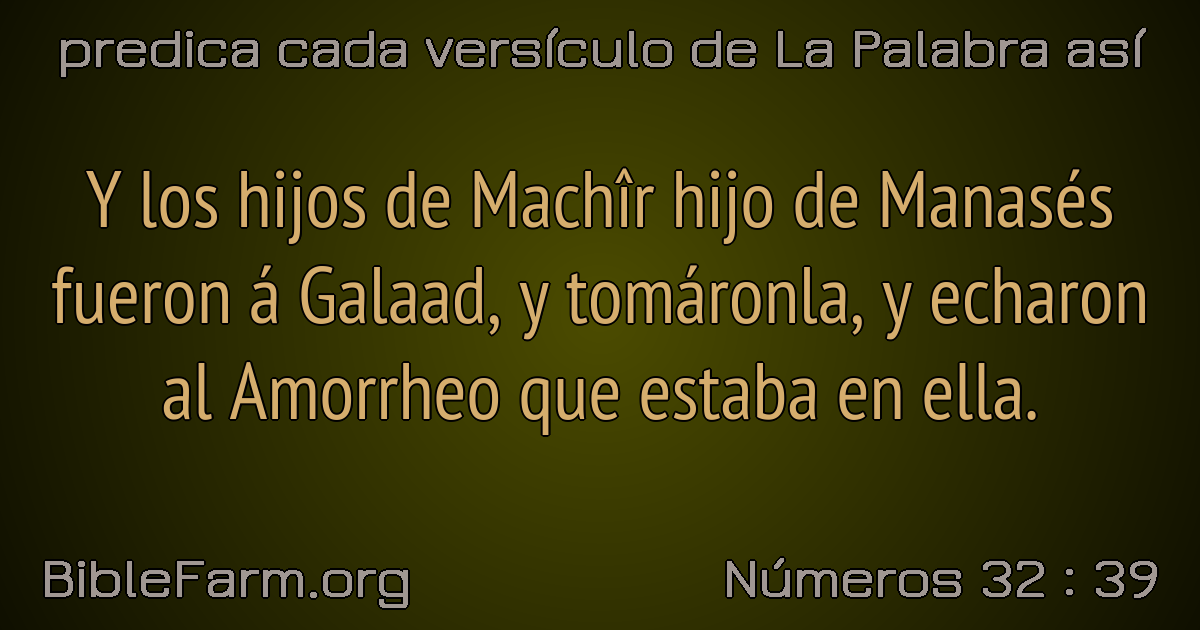 predica cada versículo de La Palabra así
Y los hijos de Machîr hijo de Manasés
fueron á Galaad, y tomáronla, y echaron
al Amorrheo que estaba en ella.
BibleFarm.org
Números 32 : 39